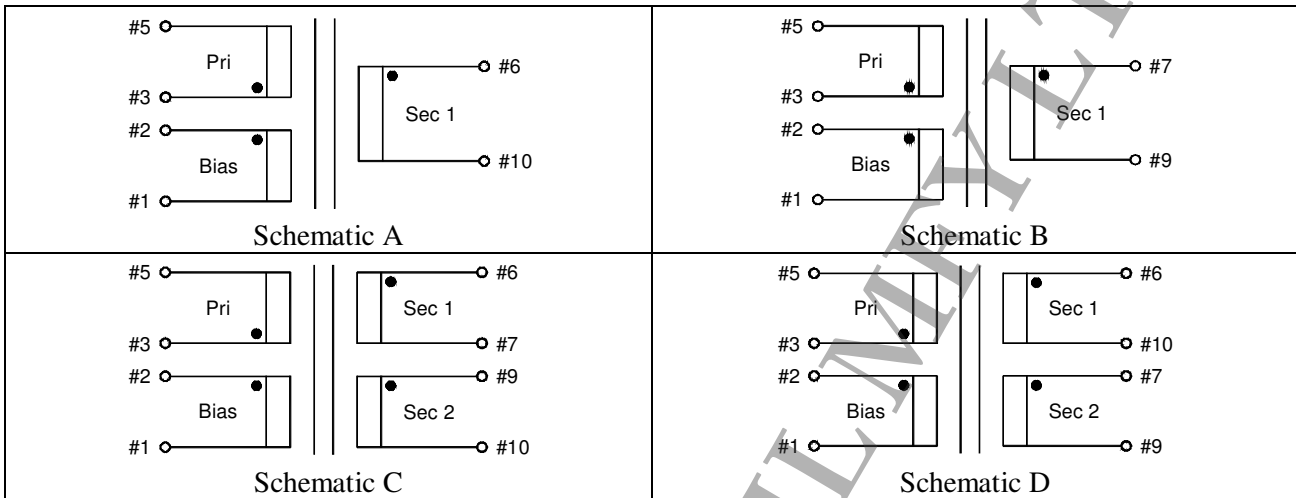 #5
Pri
#3
#2
Bias
#1
#6
Sec 1
#10
Schematic A
#5
Pri
#3
#2
Bias
#1
#7
Sec 1
#9
Schematic B
#5
Pri
#3
#2
Bias
#1
#6
Sec 1
#7
#9
Sec 2
#10
Schematic C
#5
Pri
#3
#2
Bias
#1
#6
Sec 1
#10
#7
Sec 2
#9
Schematic D